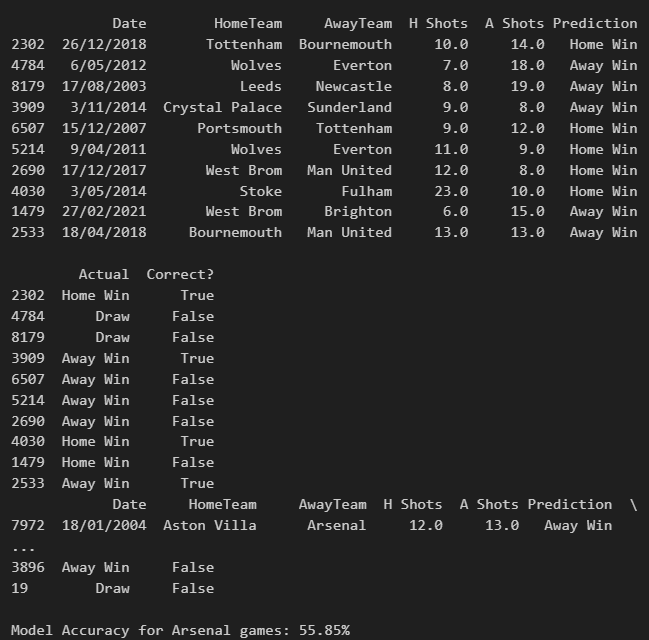 Date HomeTeam AwayTeam H Shots A Shots Prediction
2302 26/12/2018 Tottenham Bournemouth 10.0 14.0 Home Win
4784 6/05/2012 Wolves Everton 7.0 18.0 Away Win
8179 17/08/2003 Leeds Newcastle 8.0 19.0 Away Win
3909 3/11/2014 Crystal Palace Sunderland 9.0 8.0 Away Win
6507 15/12/2007 Portsmouth Tottenham 9.0 12.0 Home Win
5214 9/04/2011 Wolves Everton 11.0 9.0 Home Win
2690 17/12/2017 West Brom Man United 12.0 8.0 Home Win
4030 3/05/2014 Stoke Fulham 23.0 10.0 Home Win
1479 27/02/2021 West Brom Brighton 6.0 15.0 Away Win
2533 18/04/2018 Bournemouth Man United 13.0 13.0 Away Win
Actual Correct?
2302 Home Win True
4784 Draw False
8179 Draw False
3909 Away Win True
6507 Away Win False
5214 Away Win False
2690 Away Win False
4030 Home Win True
1479 Home Win False
2533 Away Win True
Date HomeTeam AwayTeam H Shots A Shots Prediction \
7972 18/01/2004 Aston Villa Arsenal 12.0 13.0 Away Win
...
3896 Away Win False
19 Draw False
Model Accuracy for Arsenal games: 55.85%